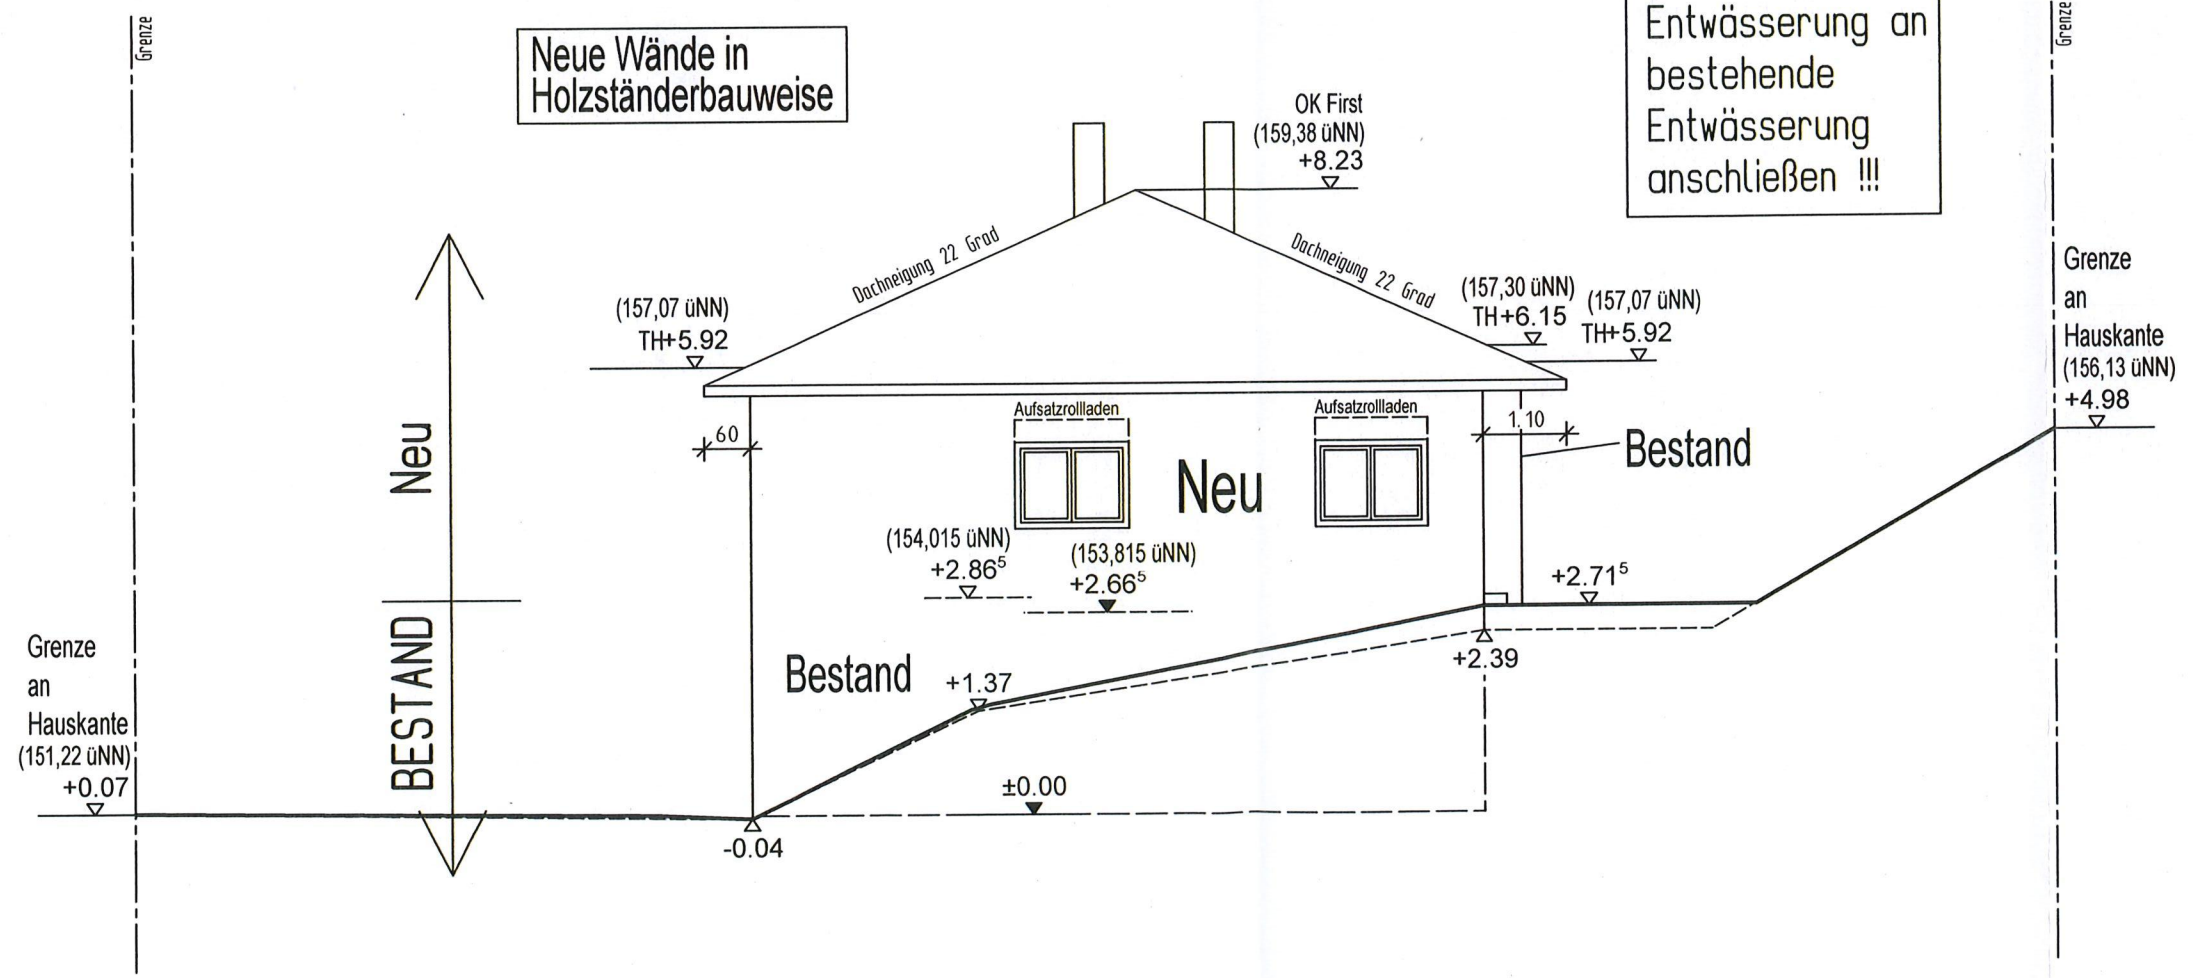 Grenze
Neue Wände in
Holzständerbauweise
Entwässerung an
bestehende
Entwässerung
anschließen !!!
Grenze
OK First
(159,38 üNN)
+8.23
Dachneigung 22 Grad
Dachneigung 22 Grad
(157,07 üNN)
TH+5.92
(157,30 üNN)
TH+6.15
(157,07 üNN)
TH+5.92
Grenze
an
Hauskante
(156,13 üNN)
+4.98
Neu
60
Aufsatzrollladen
Aufsatzrollladen
1.10
Bestand
Neu
(154,015 üNN)
+2.86⁵
(153,815 üNN)
+2.66⁵
+2.71⁵
BESTAND
Bestand
+1.37
+2.39
Grenze
an
Hauskante
(151,22 üNN)
+0.07
±0.00
-0.04